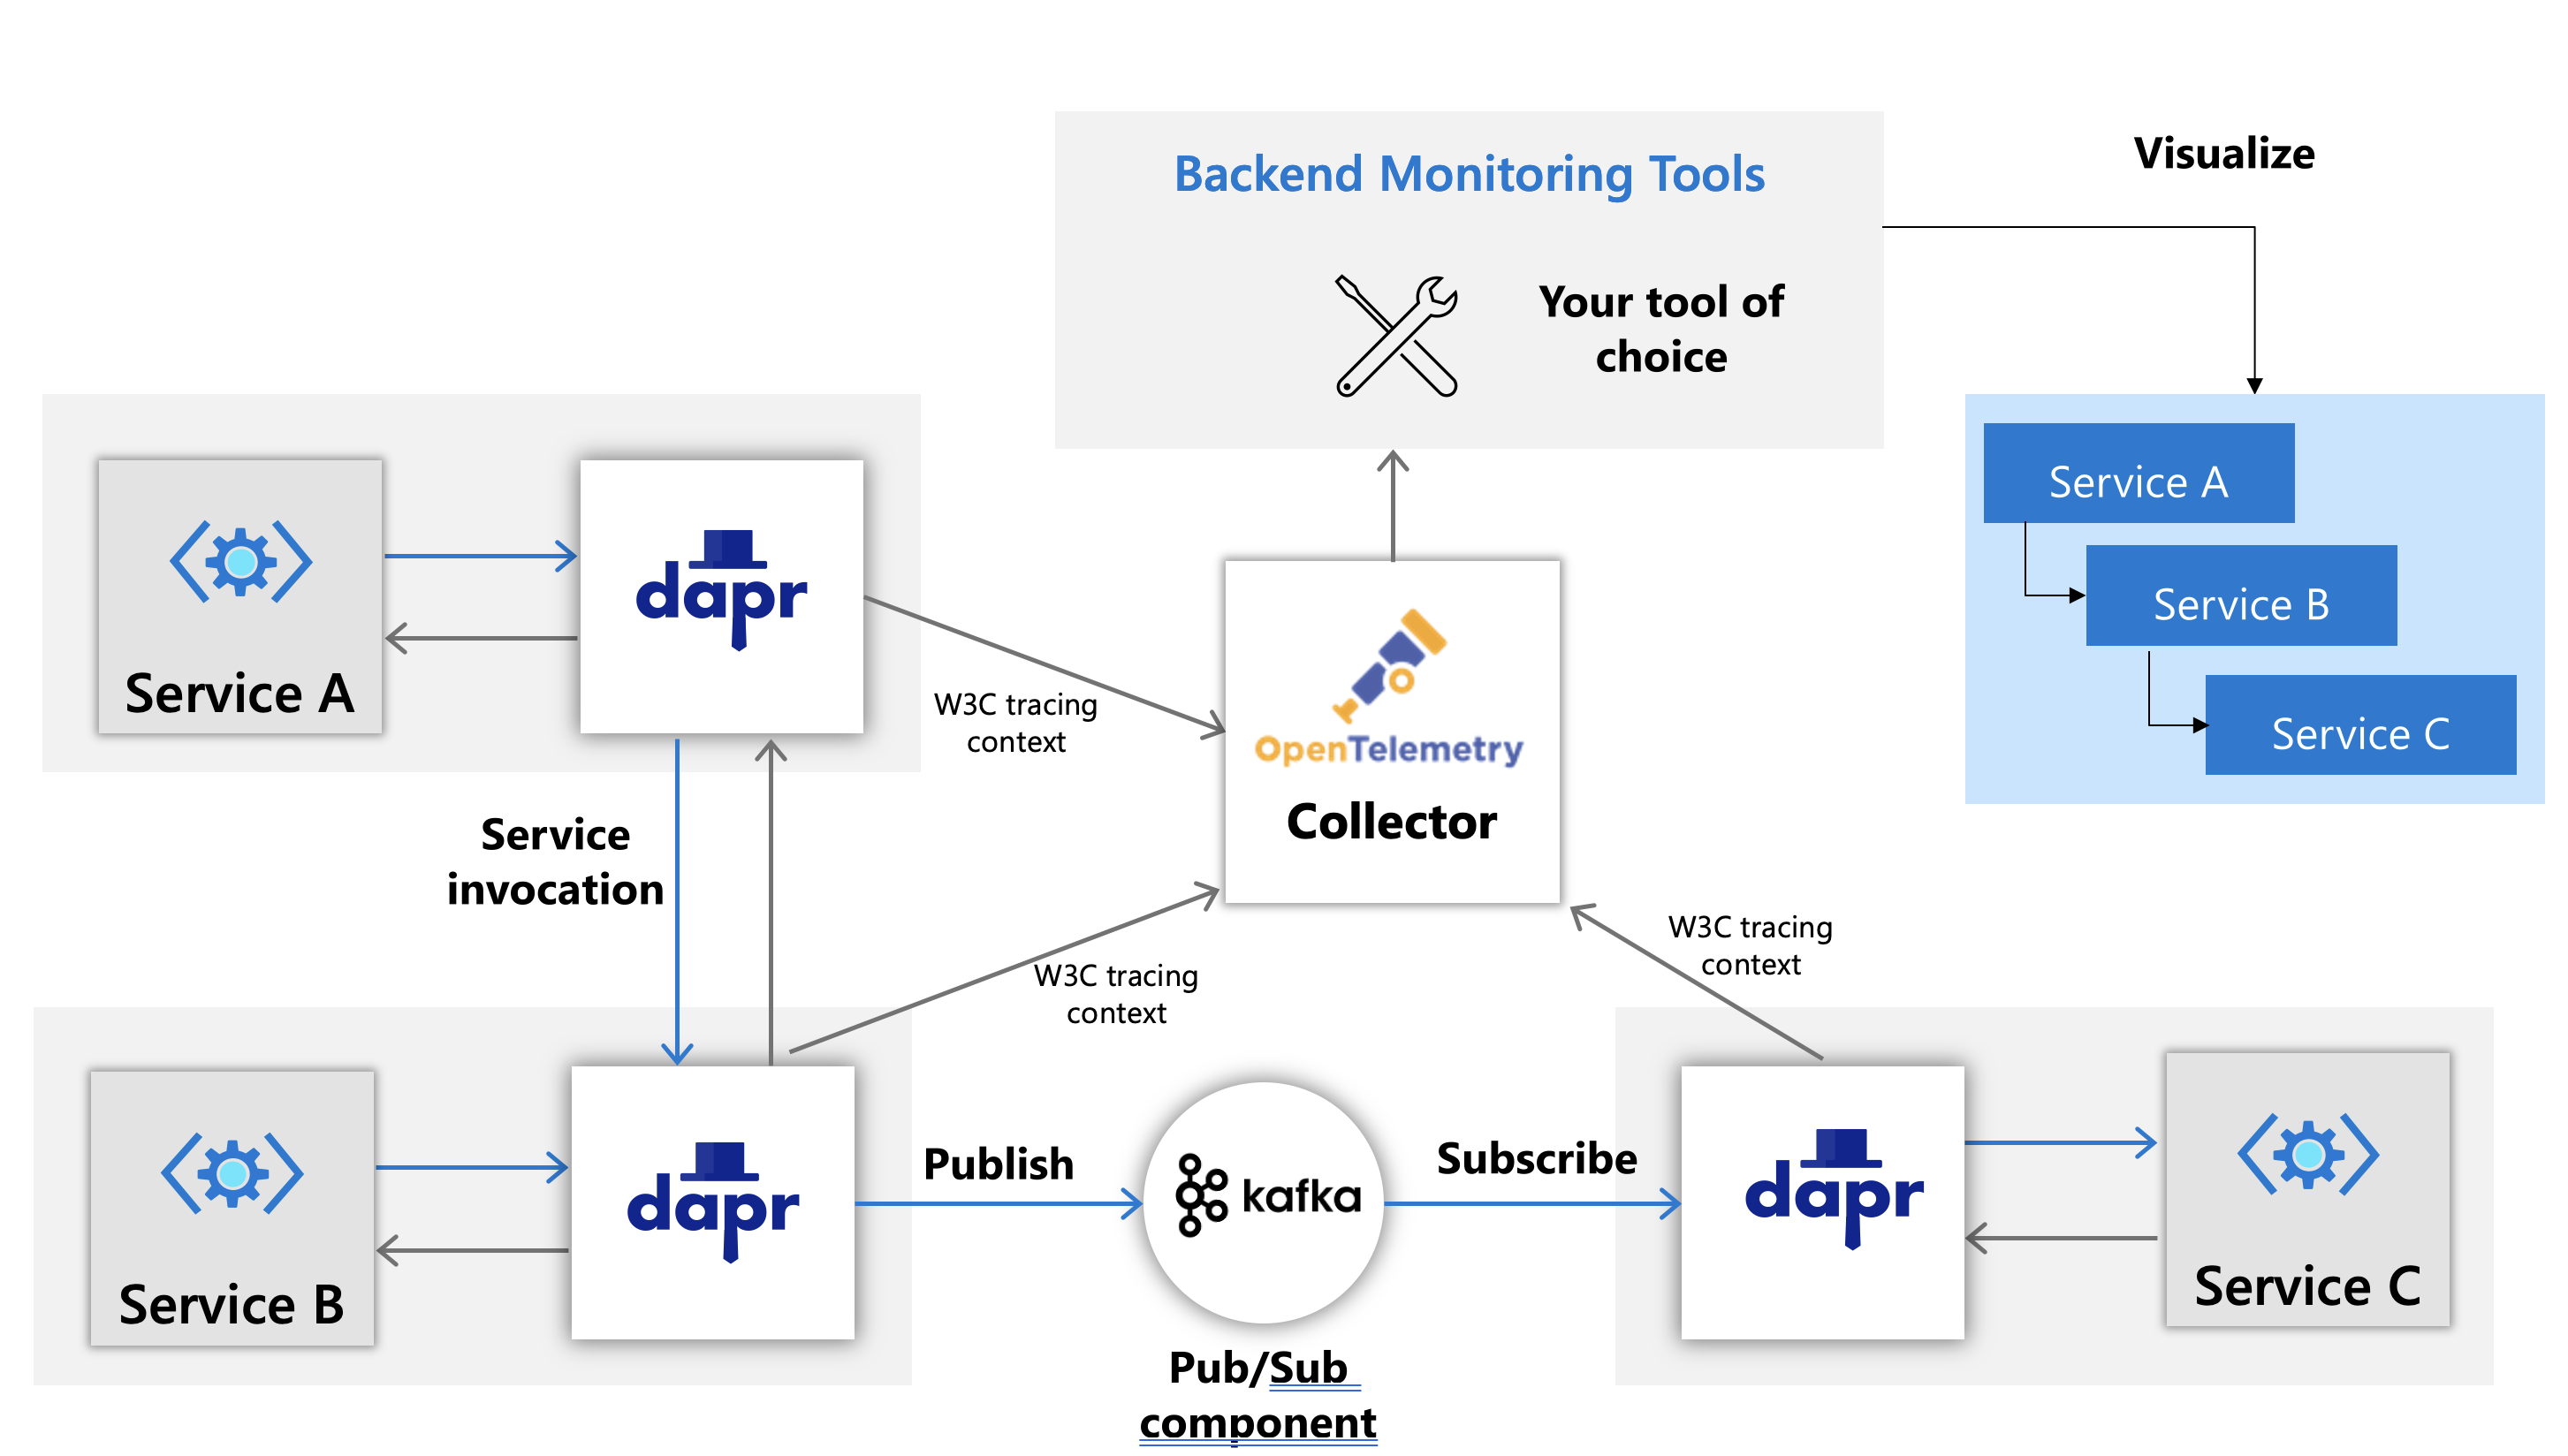 Backend Monitoring Tools
Your tool of
choice
Visualize
Service A
Service B
Service C
dapr
Service A
W3C tracing
context
OpenTelemetry
Collector
Service
invocation
W3C tracing
context
W3C tracing
context
dapr
Service B
Publish
kafka
Subscribe
Pub/Sub
component
dapr
Service C